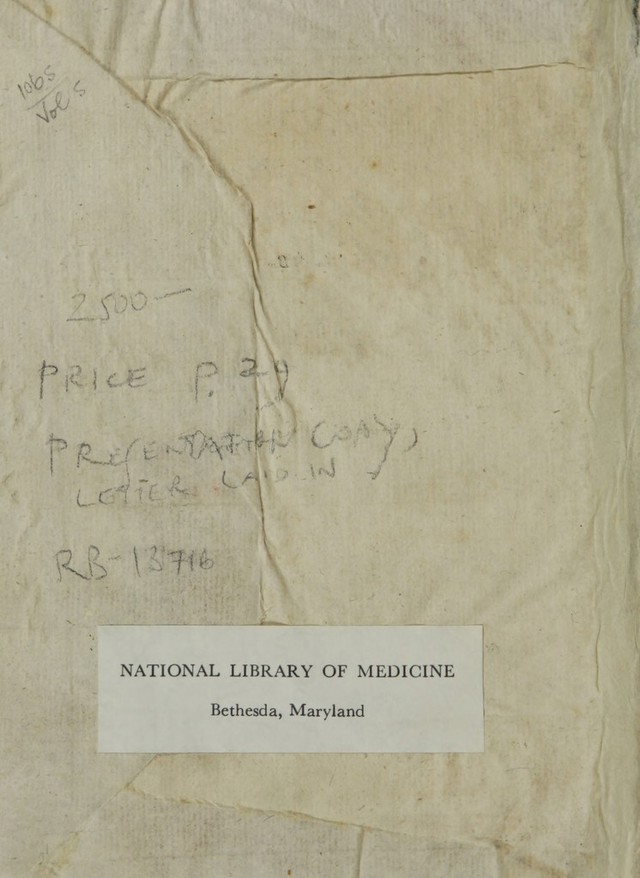 1065
Vol 5
2500—
PRICE P. 24
PRESENTATION COPY,
LETTER LAID IN
RB-13716
NATIONAL LIBRARY OF MEDICINE
Bethesda, Maryland